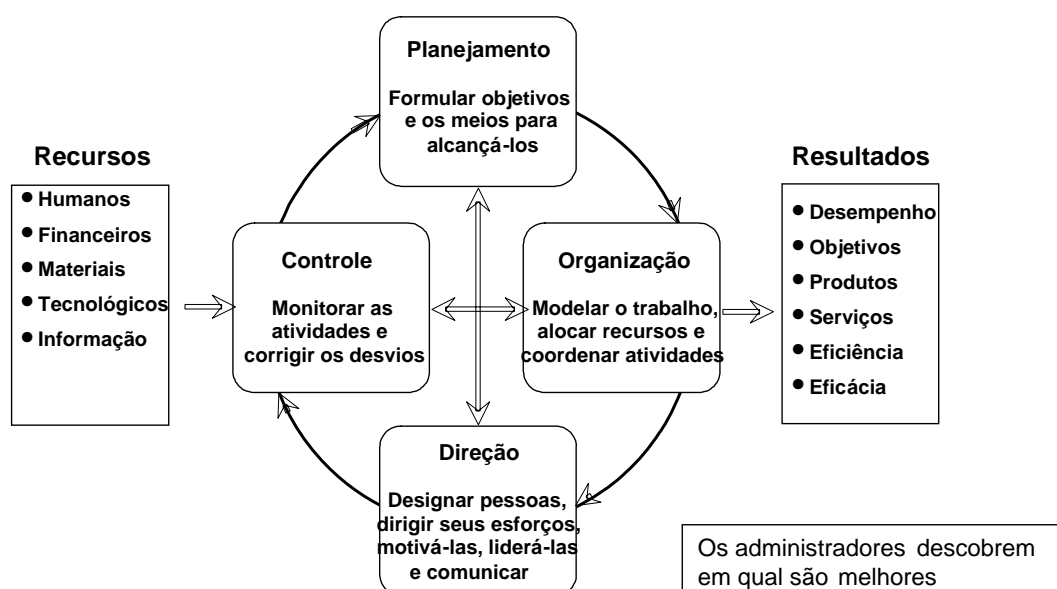 Planejamento
Formular objetivos
e os meios para
alcançá-los
Recursos
• Humanos
• Financeiros
• Materiais
• Tecnológicos
• Informação
Controle
Monitorar as
atividades e
corrigir os desvios
Organização
Modelar o trabalho,
alocar recursos e
coordenar atividades
Resultados
• Desempenho
• Objetivos
• Produtos
• Serviços
• Eficiência
• Eficácia
Direção
Designar pessoas,
dirigir seus esforços,
motivá-las, liderá-las
e comunicar
Os administradores descobrem
em qual são melhores